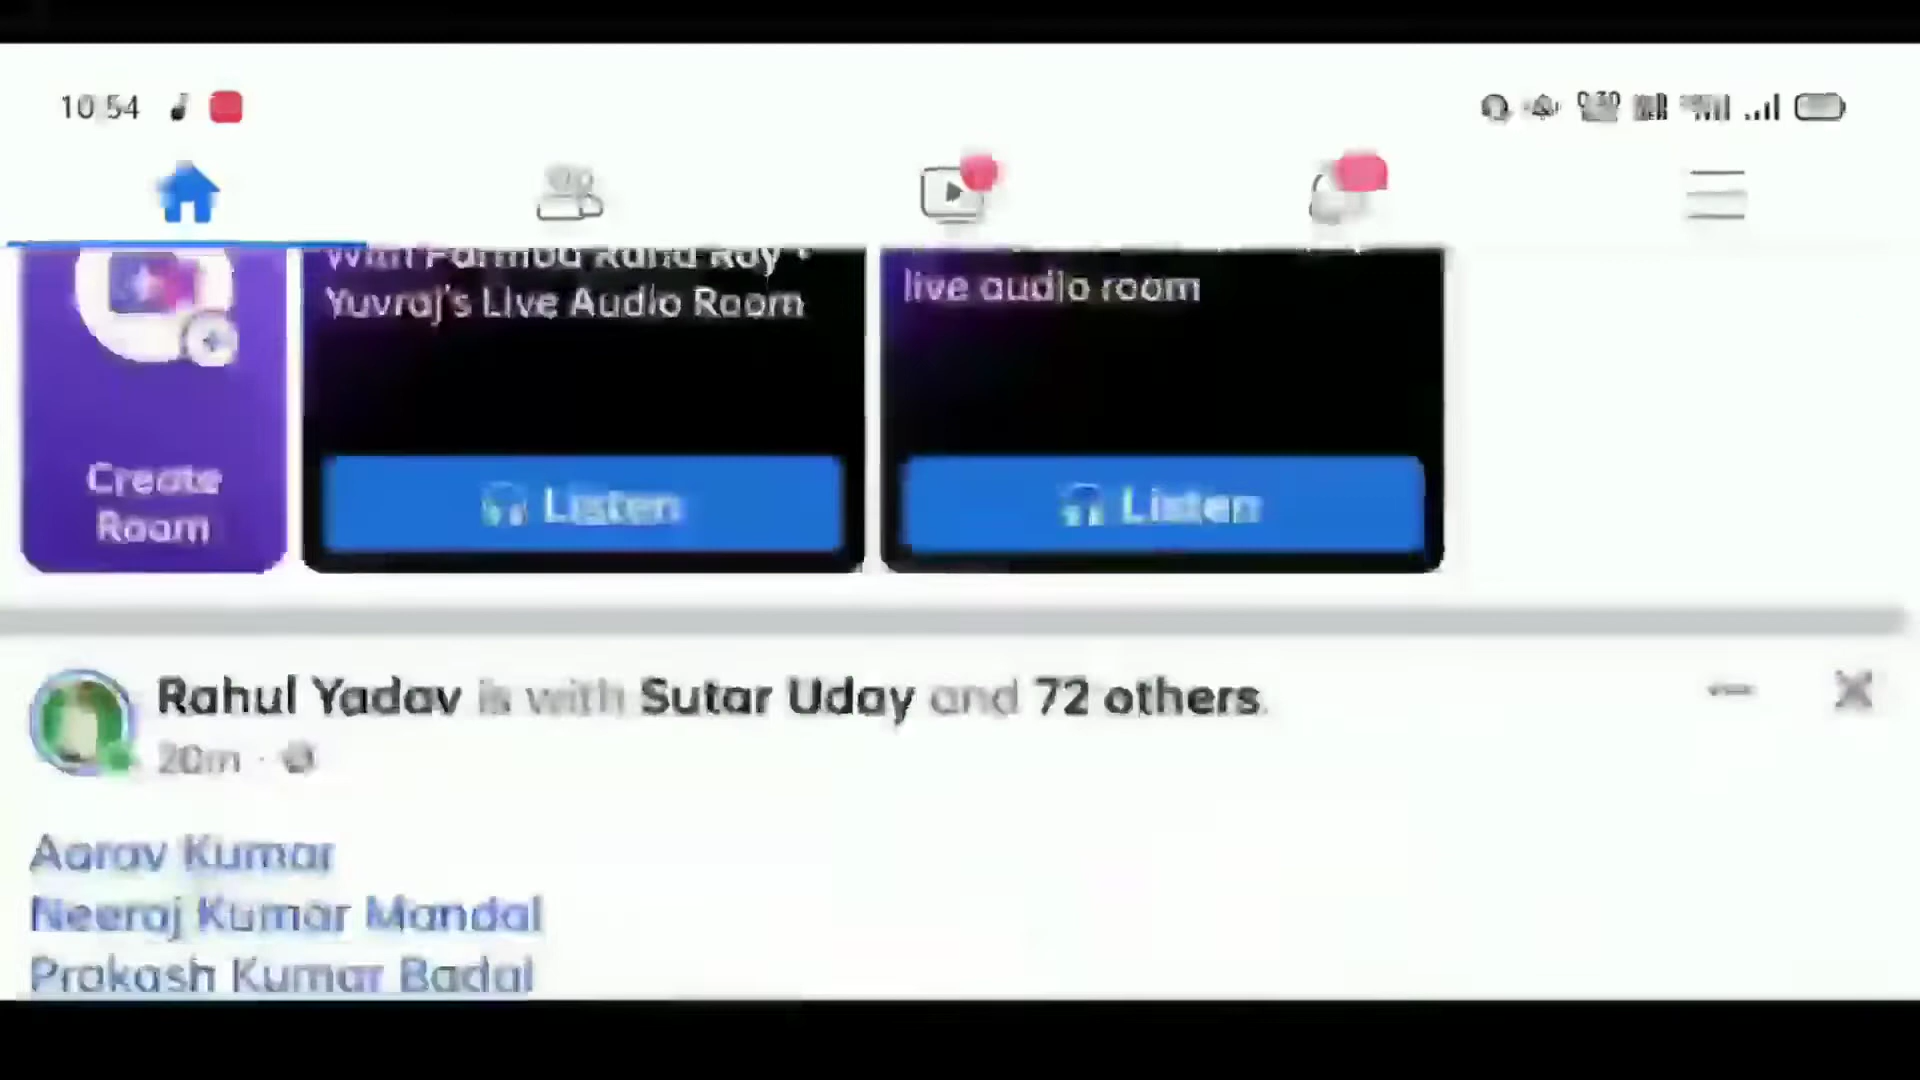 10:54
Yuvraj's Live Audio Room
live audio room
Create
Room
Listen
Listen
Rahul Yadav is with Sutar Uday and 72 others.
20m
Aarav Kumar
Neeraj Kumar Mandal
Prakash Kumar Badal